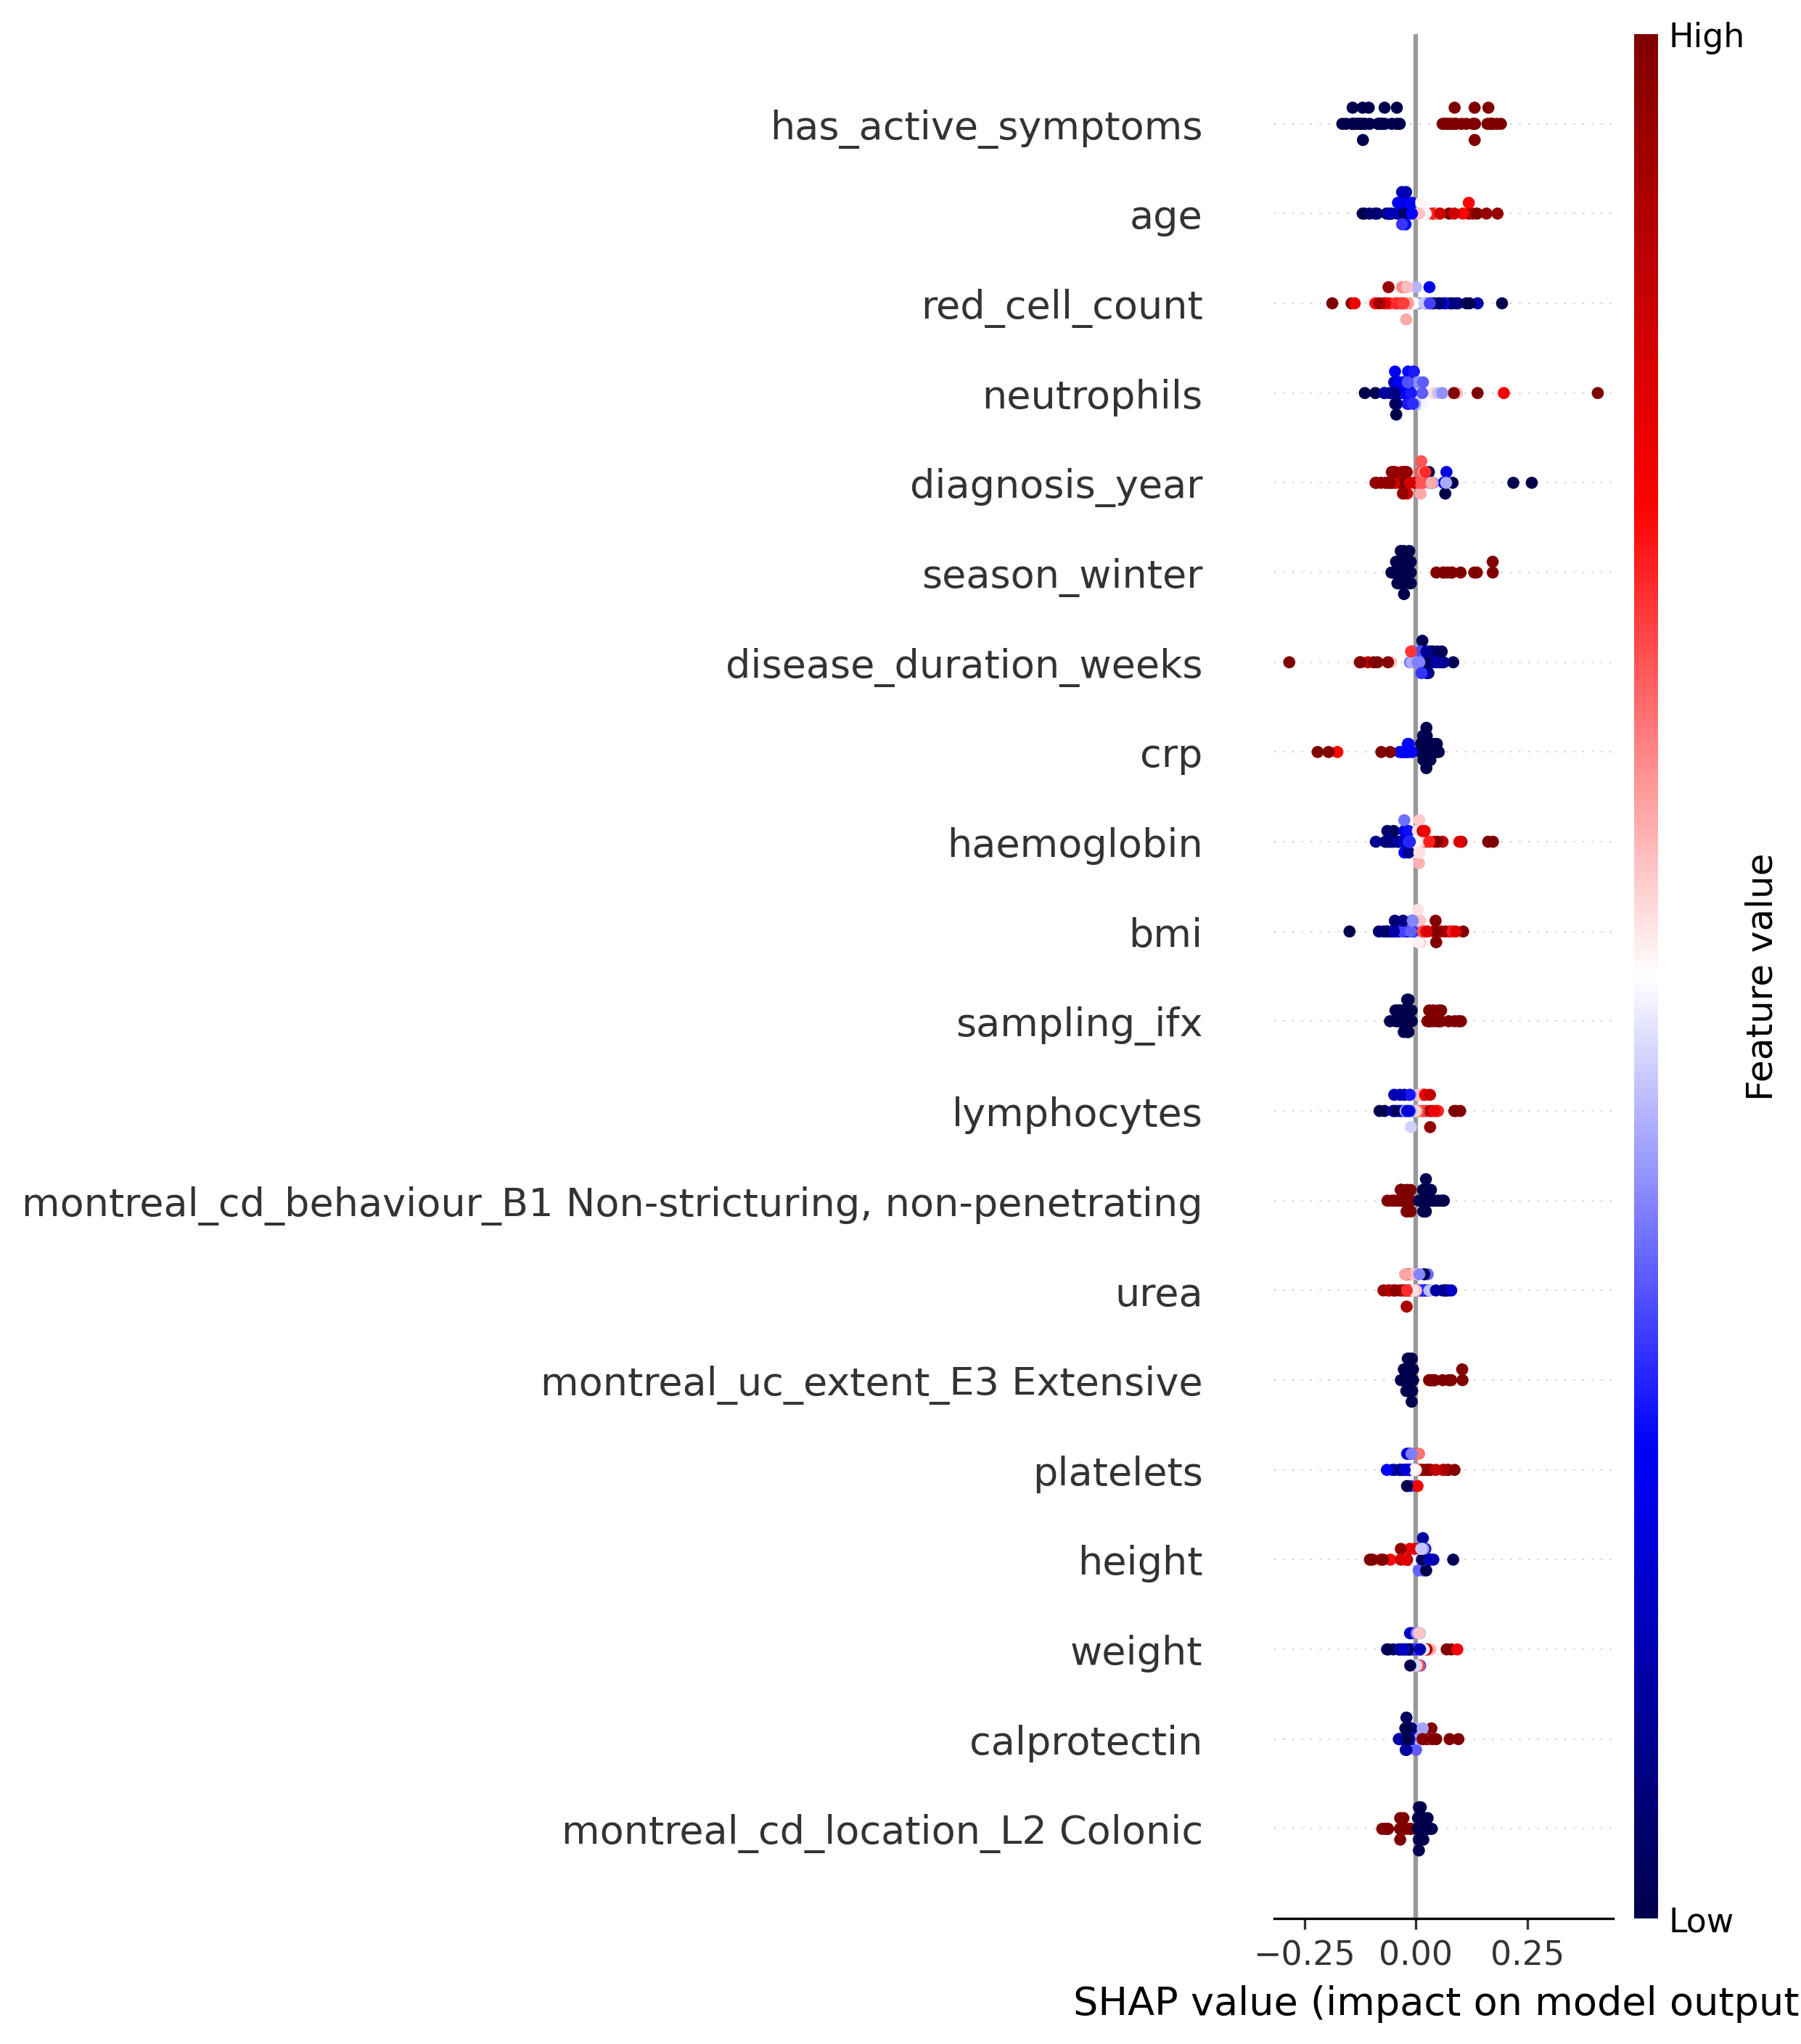 High
has_active_symptoms
age
red_cell_count
neutrophils
diagnosis_year
season_winter
disease_duration_weeks
crp
haemoglobin
bmi
sampling_ifx
lymphocytes
montreal_cd_behaviour_B1 Non-stricturing, non-penetrating
urea
montreal_uc_extent_E3 Extensive
platelets
height
weight
calprotectin
montreal_cd_location_L2 Colonic
Feature value
Low
−0.25 0.00 0.25
SHAP value (impact on model output